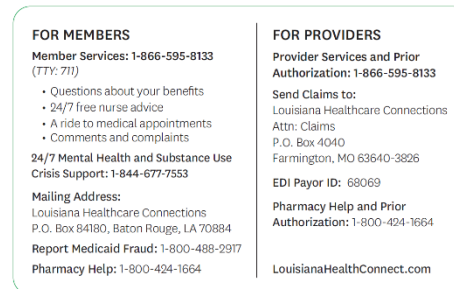 FOR MEMBERS
Member Services: 1-866-595-8133
(TTY: 711)
• Questions about your benefits
• 24/7 free nurse advice
• A ride to medical appointments
• Comments and complaints
24/7 Mental Health and Substance Use
Crisis Support: 1-844-677-7553
Mailing Address:
Louisiana Healthcare Connections
P.O. Box 84180, Baton Rouge, LA 70884
Report Medicaid Fraud: 1-800-488-2917
Pharmacy Help: 1-800-424-1664
FOR PROVIDERS
Provider Services and Prior
Authorization: 1-866-595-8133
Send Claims to:
Louisiana Healthcare Connections
Attn: Claims
P.O. Box 4040
Farmington, MO 63640-3826
EDI Payor ID: 68069
Pharmacy Help and Prior
Authorization: 1-800-424-1664
LouisianaHealthConnect.com